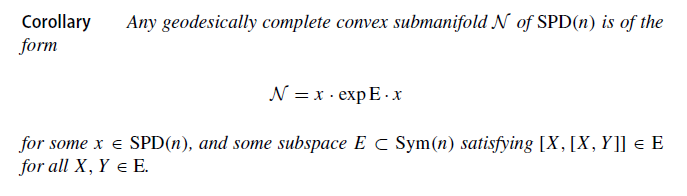 Corollary Any geodesically complete convex submanifold 𝒩 of SPD(n) is of the
form
𝒩 = x · exp E · x
for some x ∈ SPD(n), and some subspace E ⊂ Sym(n) satisfying [X, [X, Y]] ∈ E
for all X, Y ∈ E.